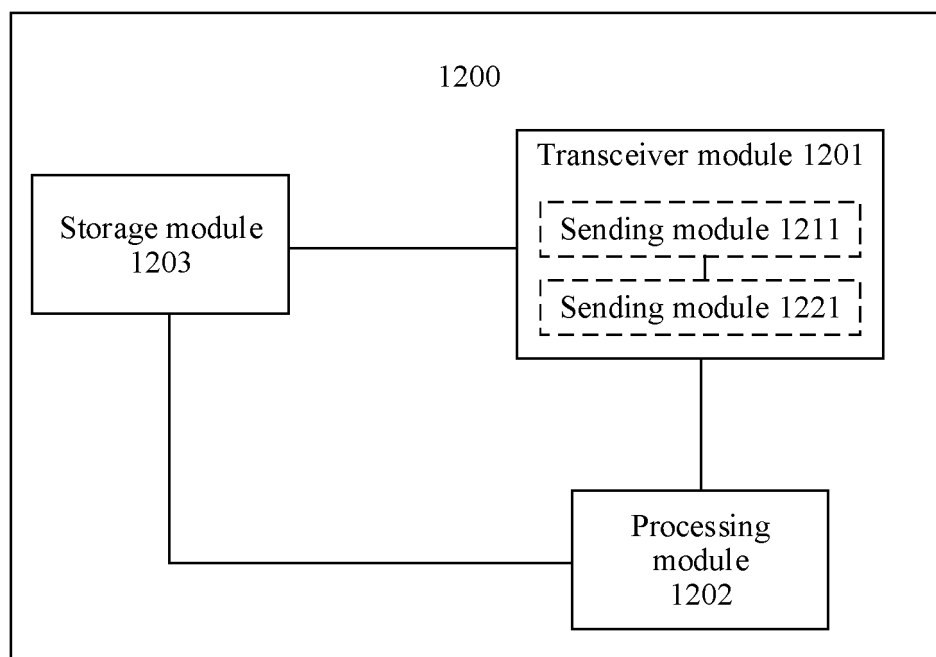 1200
Transceiver module 1201
Sending module 1211
Sending module 1221
Storage module
1203
Processing
module
1202